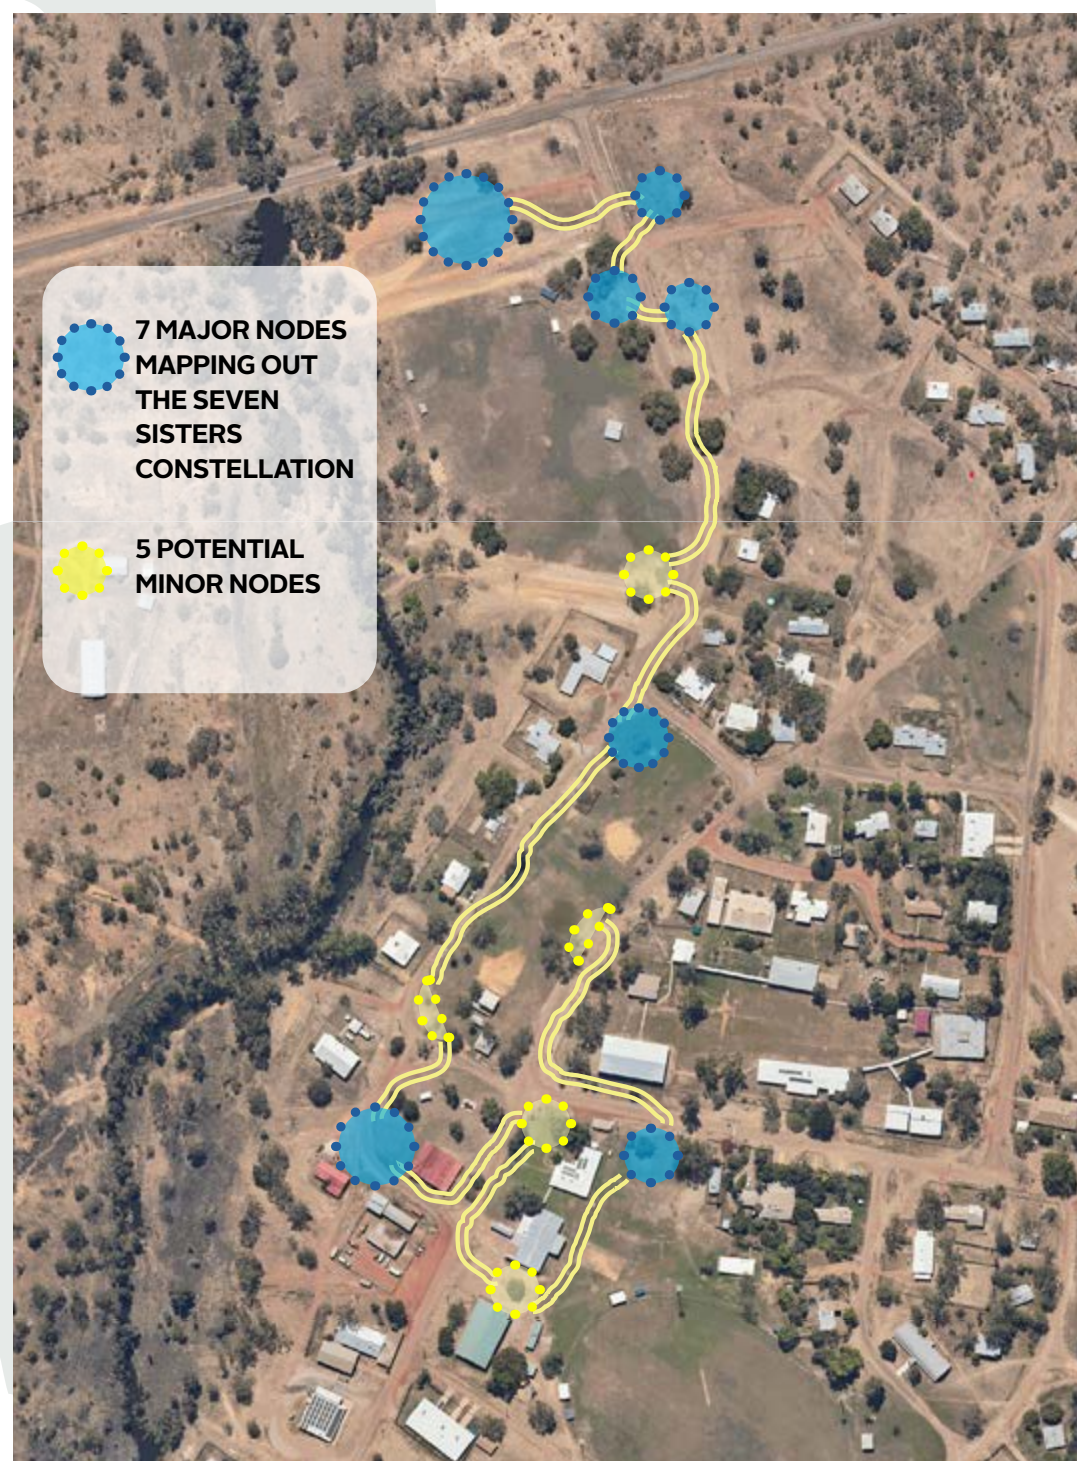 7 MAJOR NODES
MAPPING OUT
THE SEVEN
SISTERS
CONSTELLATION
5 POTENTIAL
MINOR NODES